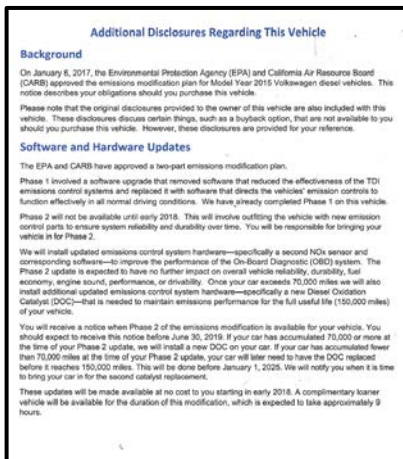 Additional Disclosures Regarding This Vehicle
Background
On January 6, 2017, the Environmental Protection Agency (EPA) and California Air Resource Board
(CARB) approved the emissions modification plan for Model Year 2015 Volkswagen diesel vehicles. This
notice describes your obligations should you purchase this vehicle.
Please note that the original disclosures provided to the owner of this vehicle are also included with this
vehicle. These disclosures discuss certain things, such as a buyback option, that are not available to you
should you purchase this vehicle. However, these disclosures are provided for your reference.
Software and Hardware Updates
The EPA and CARB have approved a two-part emissions modification plan.
Phase 1 involved a software upgrade that removed software that reduced the effectiveness of the TDI
emissions control systems and replaced it with software that directs the vehicles' emission controls to
function effectively in all normal driving conditions. We have already completed Phase 1 on this vehicle.
Phase 2 will not be available until early 2018. This will involve outfitting the vehicle with new emission
control parts to ensure system reliability and durability over time. You will be responsible for bringing your
vehicle in for Phase 2.
We will install updated emissions control system hardware—specifically a second NOx sensor and
corresponding software—to improve the performance of the On-Board Diagnostic (OBD) system. The
Phase 2 update is expected to have no further impact on overall vehicle reliability, durability, fuel
economy, engine sound, performance, or drivability. Once your car exceeds 70,000 miles we will also
install additional updated emissions control system hardware—specifically a new Diesel Oxidation
Catalyst (DOC)—that is needed to maintain emissions performance for the full useful life (150,000 miles)
of your vehicle.
You will receive a notice when Phase 2 of the emissions modification is available for your vehicle. You
should expect to receive this notice before June 30, 2019. If your car has accumulated 70,000 or more at
the time of your Phase 2 update, we will install a new DOC on your car. If your car has accumulated fewer
than 70,000 miles at the time of your Phase 2 update, your car will later need to have the DOC replaced
before it reaches 150,000 miles. This will be done before January 1, 2025. We will notify you when it is time
to bring your car in for the second catalyst replacement.
These updates will be made available at no cost to you starting in early 2018. A complimentary loaner
vehicle will be available for the duration of this modification, which is expected to take approximately 9
hours.